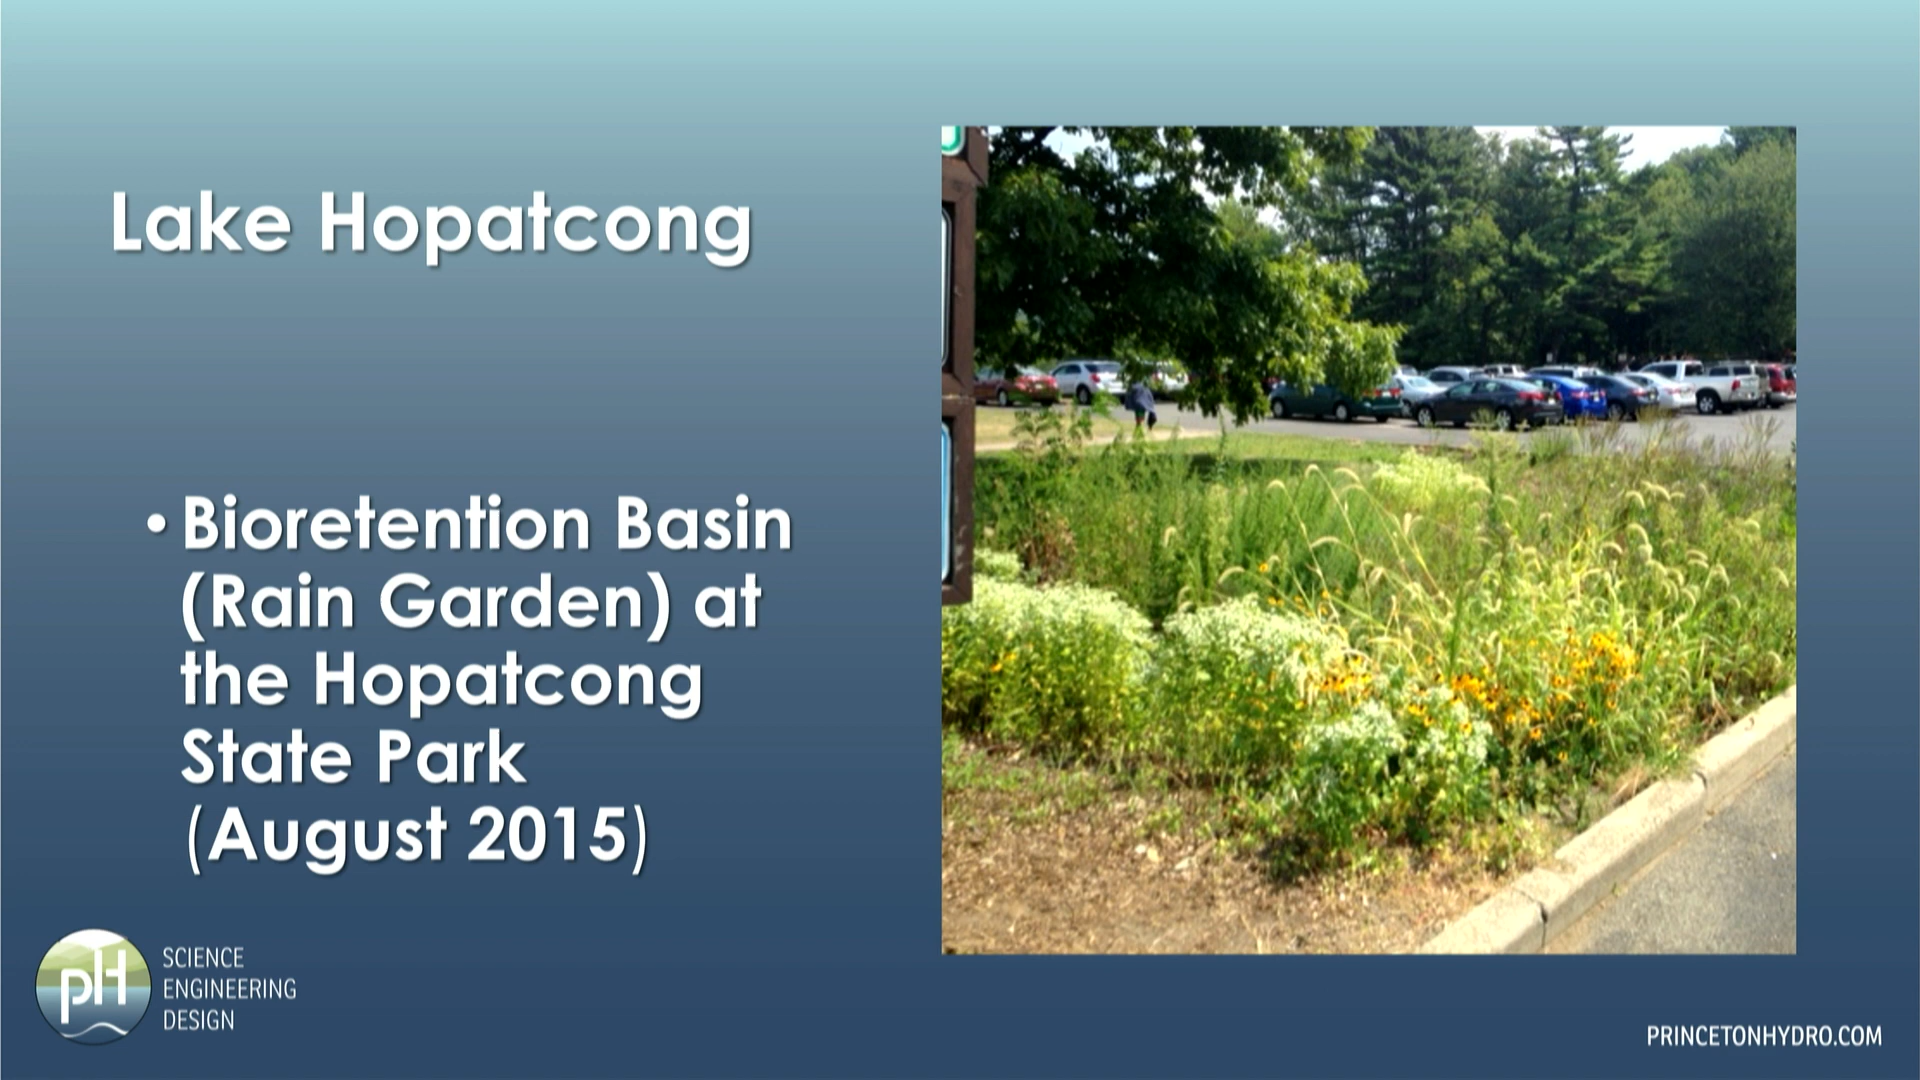 Lake Hopatcong
• Bioretention Basin
(Rain Garden) at
the Hopatcong
State Park
(August 2015)
pH
SCIENCE
ENGINEERING
DESIGN
PRINCETONHYDRO.COM